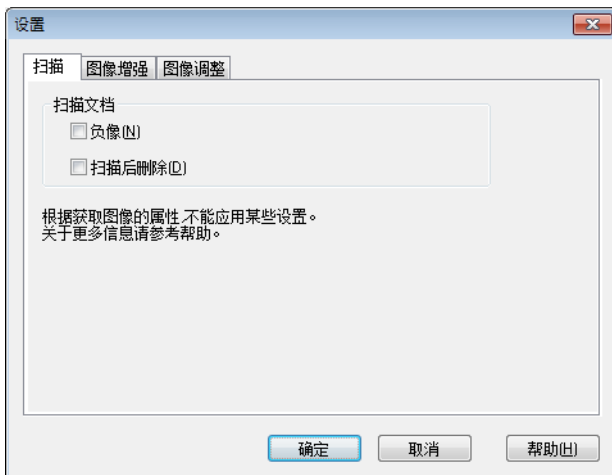 设置
扫描 图像增强 图像调整
扫描文档
负像(N)
扫描后删除(D)
根据获取图像的属性,不能应用某些设置。
关于更多信息请参考帮助。
确定 取消 帮助(H)